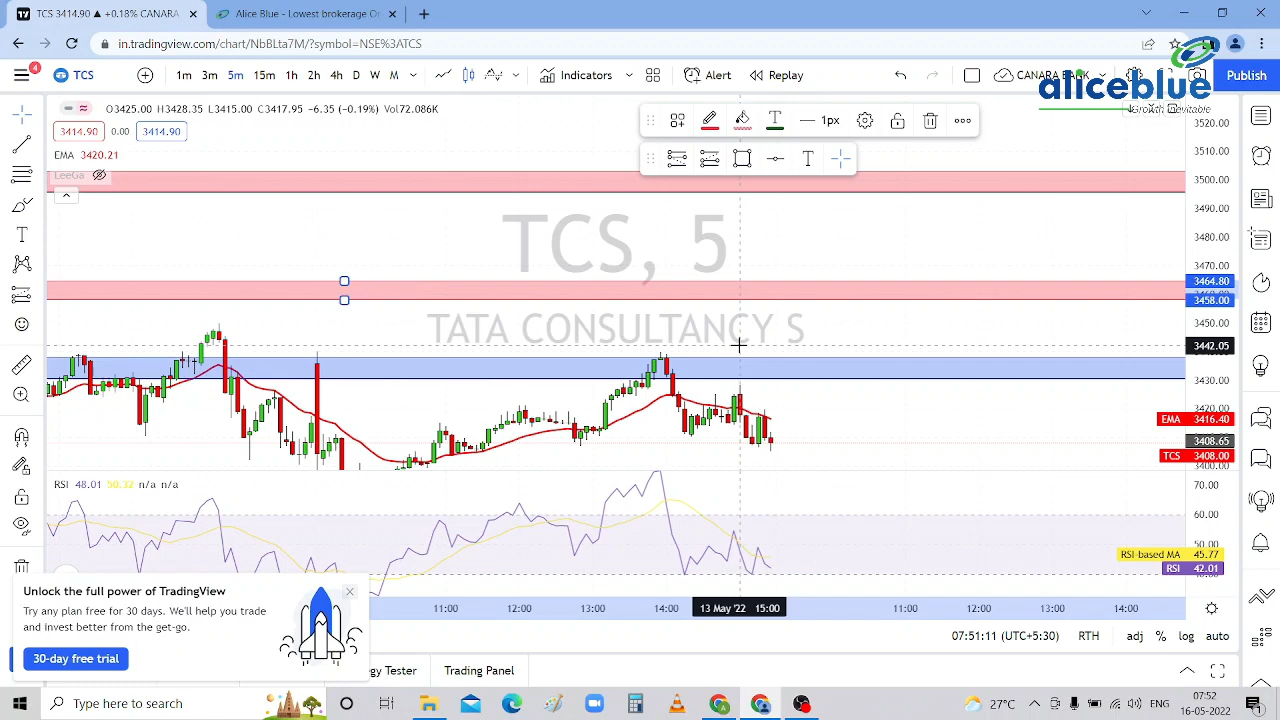 TCS 3414.90 ▲ +0.18% CANARA
Alice Blue - Lowest brokerage On
in.tradingview.com/chart/NbBLta7M/?symbol=NSE%3ATCS
4
TCS
1m 3m 5m 15m 1h 2h 4h D W M
Indicators
Alert
Replay
CANARA
Publish
aliceblue
O3425.00 H3428.35 L3415.00 C3417.95 -6.35 (-0.19%) Vol72.086K
3414.90 0.00 3414.90
EMA 3420.21
LeeGa
T 1px
T
TCS, 5
TATA CONSULTANCY S
3520.00
3510.00
3500.00
3490.00
3480.00
3470.00
3464.80
3458.00
3450.00
3442.05
3430.00
3420.00
EMA 3416.40
3408.65
TCS 3408.00
3400.00
RSI 48.01 50.32 n/a n/a
70.00
60.00
50.00
RSI-based MA 45.77
RSI 42.01
Unlock the full power of TradingView
Try any plan free for 30 days. We'll help you trade
and invest better from the get-go.
30-day free trial
11:00 12:00 13:00 14:00 13 May '22 15:00 11:00 12:00 13:00 14:00
07:51:11 (UTC+5:30) RTH adj % log auto
Tester
Trading Panel
Type here to search
27°C
ENG
07:52
16-05-2022